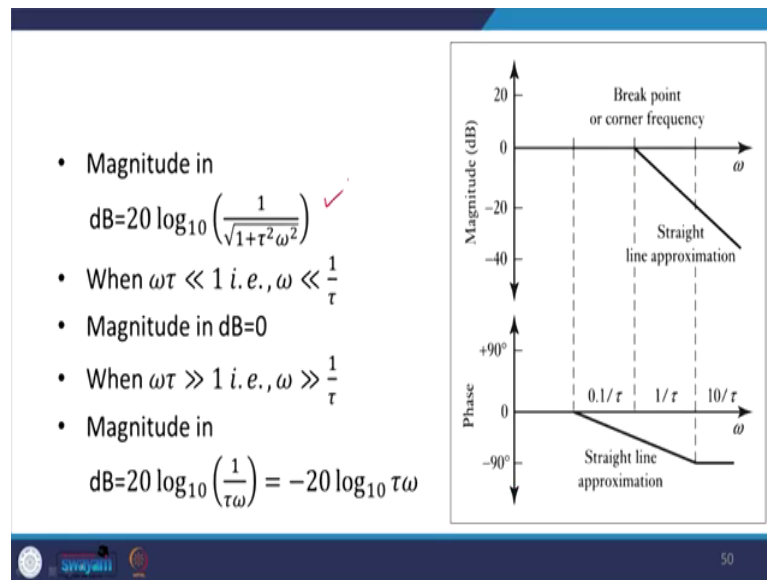 • Magnitude in
dB=20 log₁₀ (1/√(1+τ²ω²))
• When ωτ ≪ 1 i.e., ω ≪ 1/τ
• Magnitude in dB=0
• When ωτ ≫ 1 i.e., ω ≫ 1/τ
• Magnitude in
dB=20 log₁₀ (1/τω) = −20 log₁₀ τω
Magnitude (dB)
20
0
−20
−40
Break point
or corner frequency
ω
Straight
line approximation
Phase
+90°
0
−90°
0.1/τ 1/τ 10/τ
ω
Straight line
approximation
swayam
50